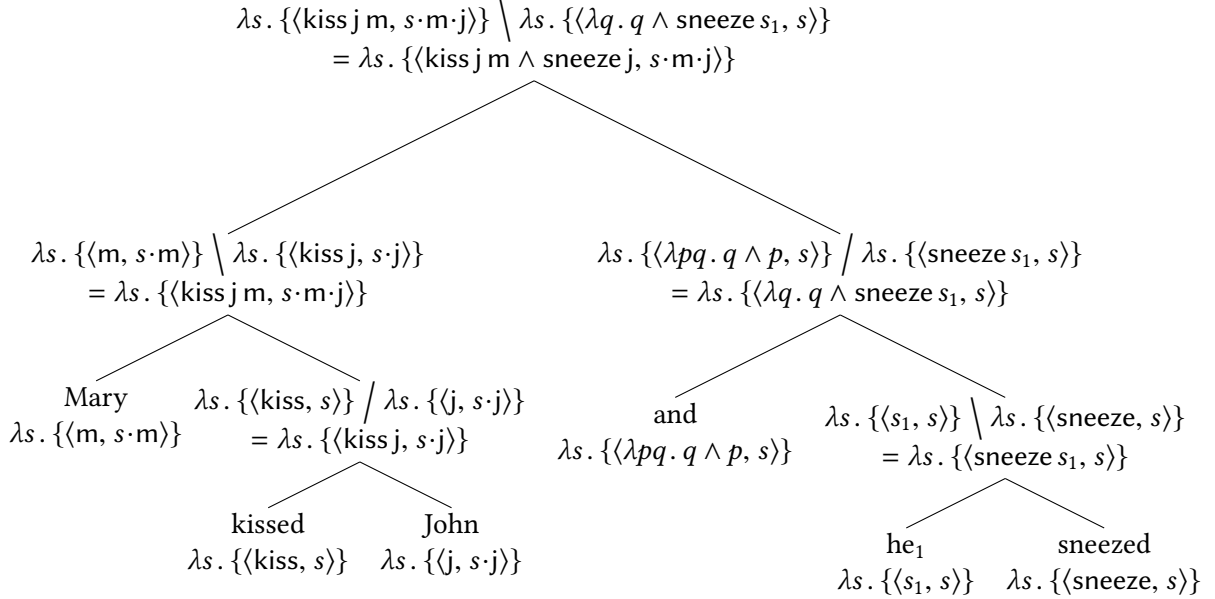 λs. {⟨kiss j m, s·m·j⟩} \ λs. {⟨λq. q ∧ sneeze s₁, s⟩}
= λs. {⟨kiss j m ∧ sneeze j, s·m·j⟩}
λs. {⟨m, s·m⟩} \ λs. {⟨kiss j, s·j⟩}
= λs. {⟨kiss j m, s·m·j⟩}
λs. {⟨λpq. q ∧ p, s⟩} / λs. {⟨sneeze s₁, s⟩}
= λs. {⟨λq. q ∧ sneeze s₁, s⟩}
Mary
λs. {⟨m, s·m⟩}
λs. {⟨kiss, s⟩} / λs. {⟨j, s·j⟩}
= λs. {⟨kiss j, s·j⟩}
and
λs. {⟨λpq. q ∧ p, s⟩}
λs. {⟨s₁, s⟩} \ λs. {⟨sneeze, s⟩}
= λs. {⟨sneeze s₁, s⟩}
kissed
λs. {⟨kiss, s⟩}
John
λs. {⟨j, s·j⟩}
he₁
λs. {⟨s₁, s⟩}
sneezed
λs. {⟨sneeze, s⟩}